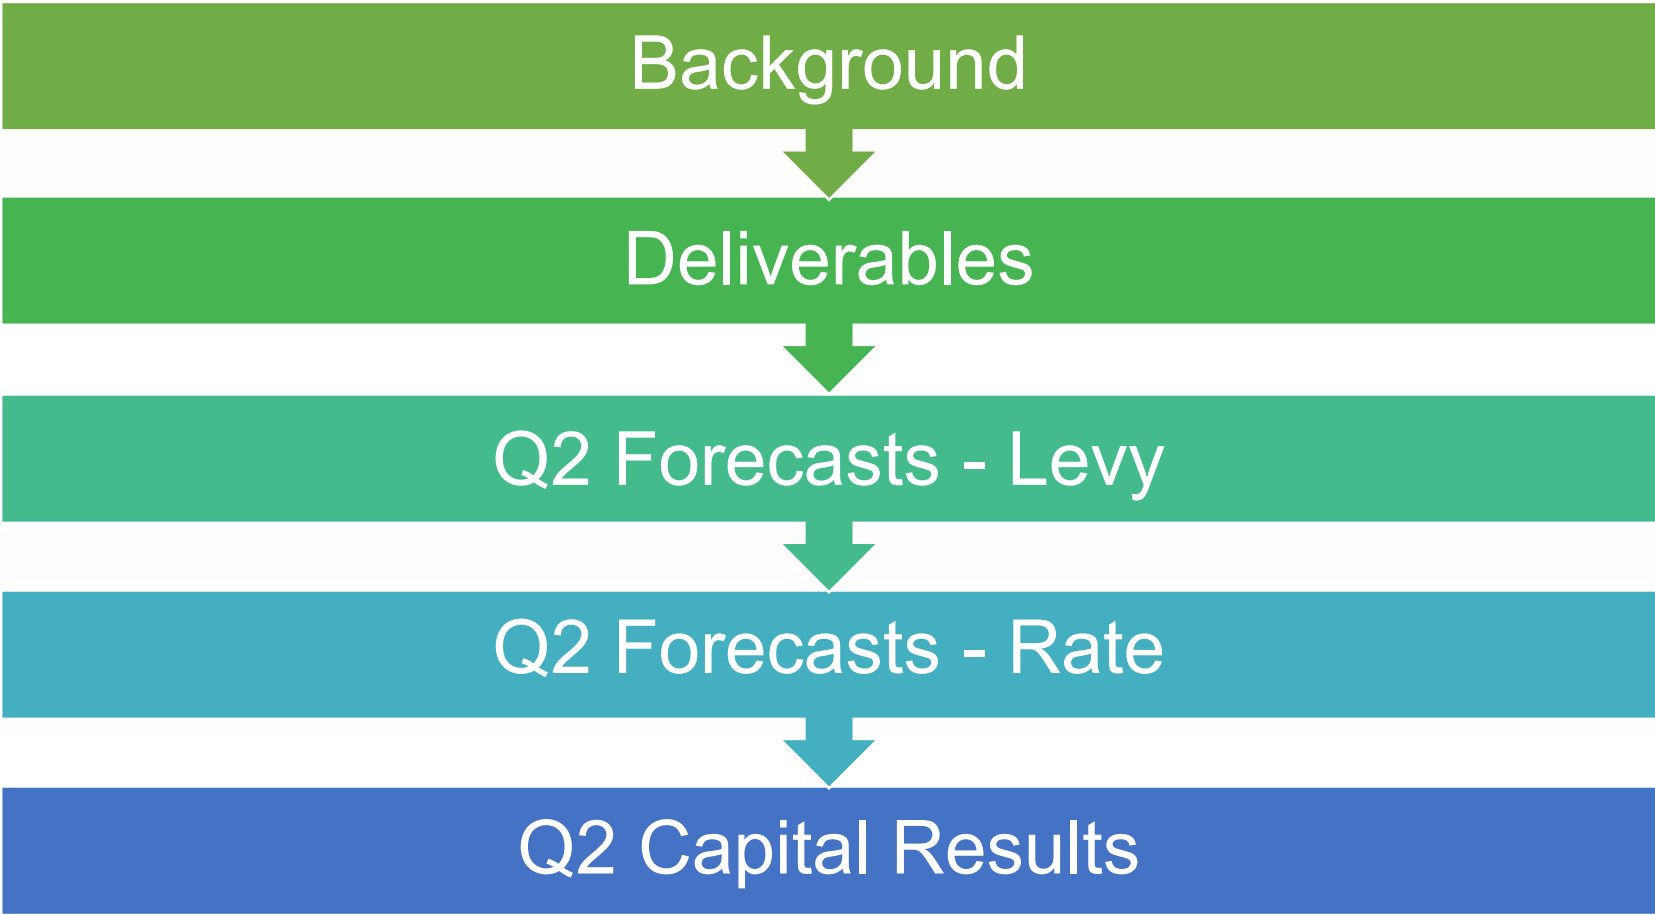 Background
Deliverables
Q2 Forecasts - Levy
Q2 Forecasts - Rate
Q2 Capital Results